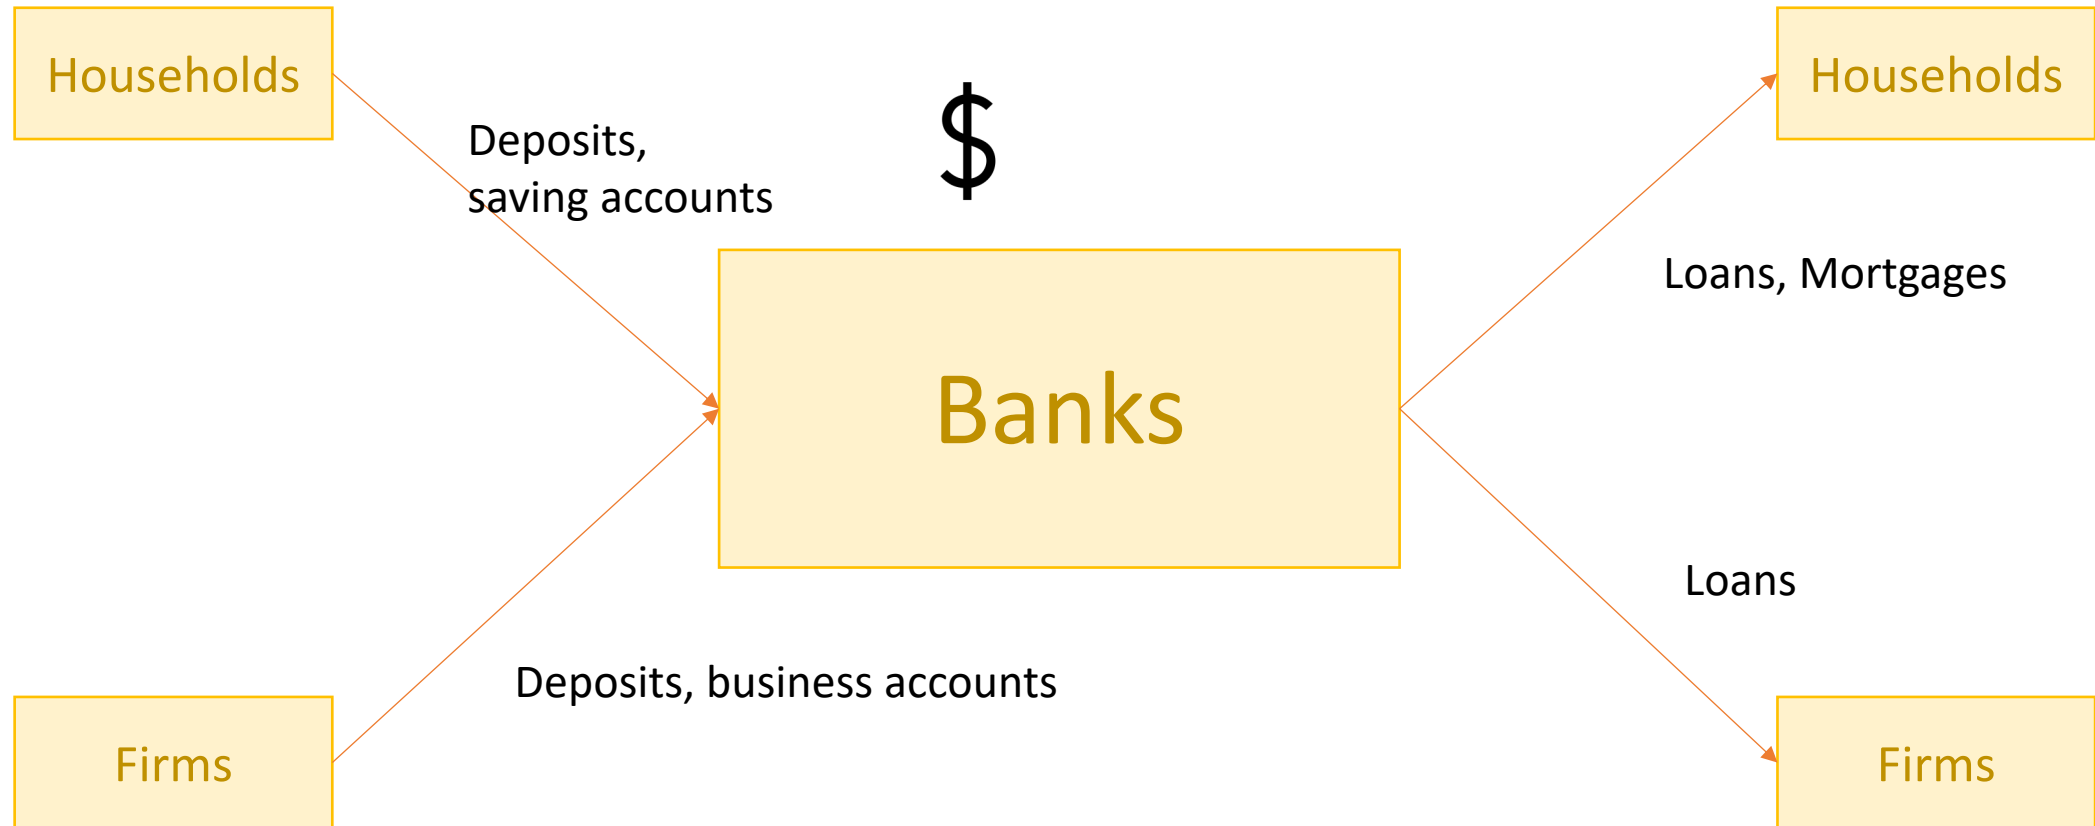 Households
Households
$
Deposits,
saving accounts
Loans, Mortgages
Banks
Loans
Deposits, business accounts
Firms
Firms